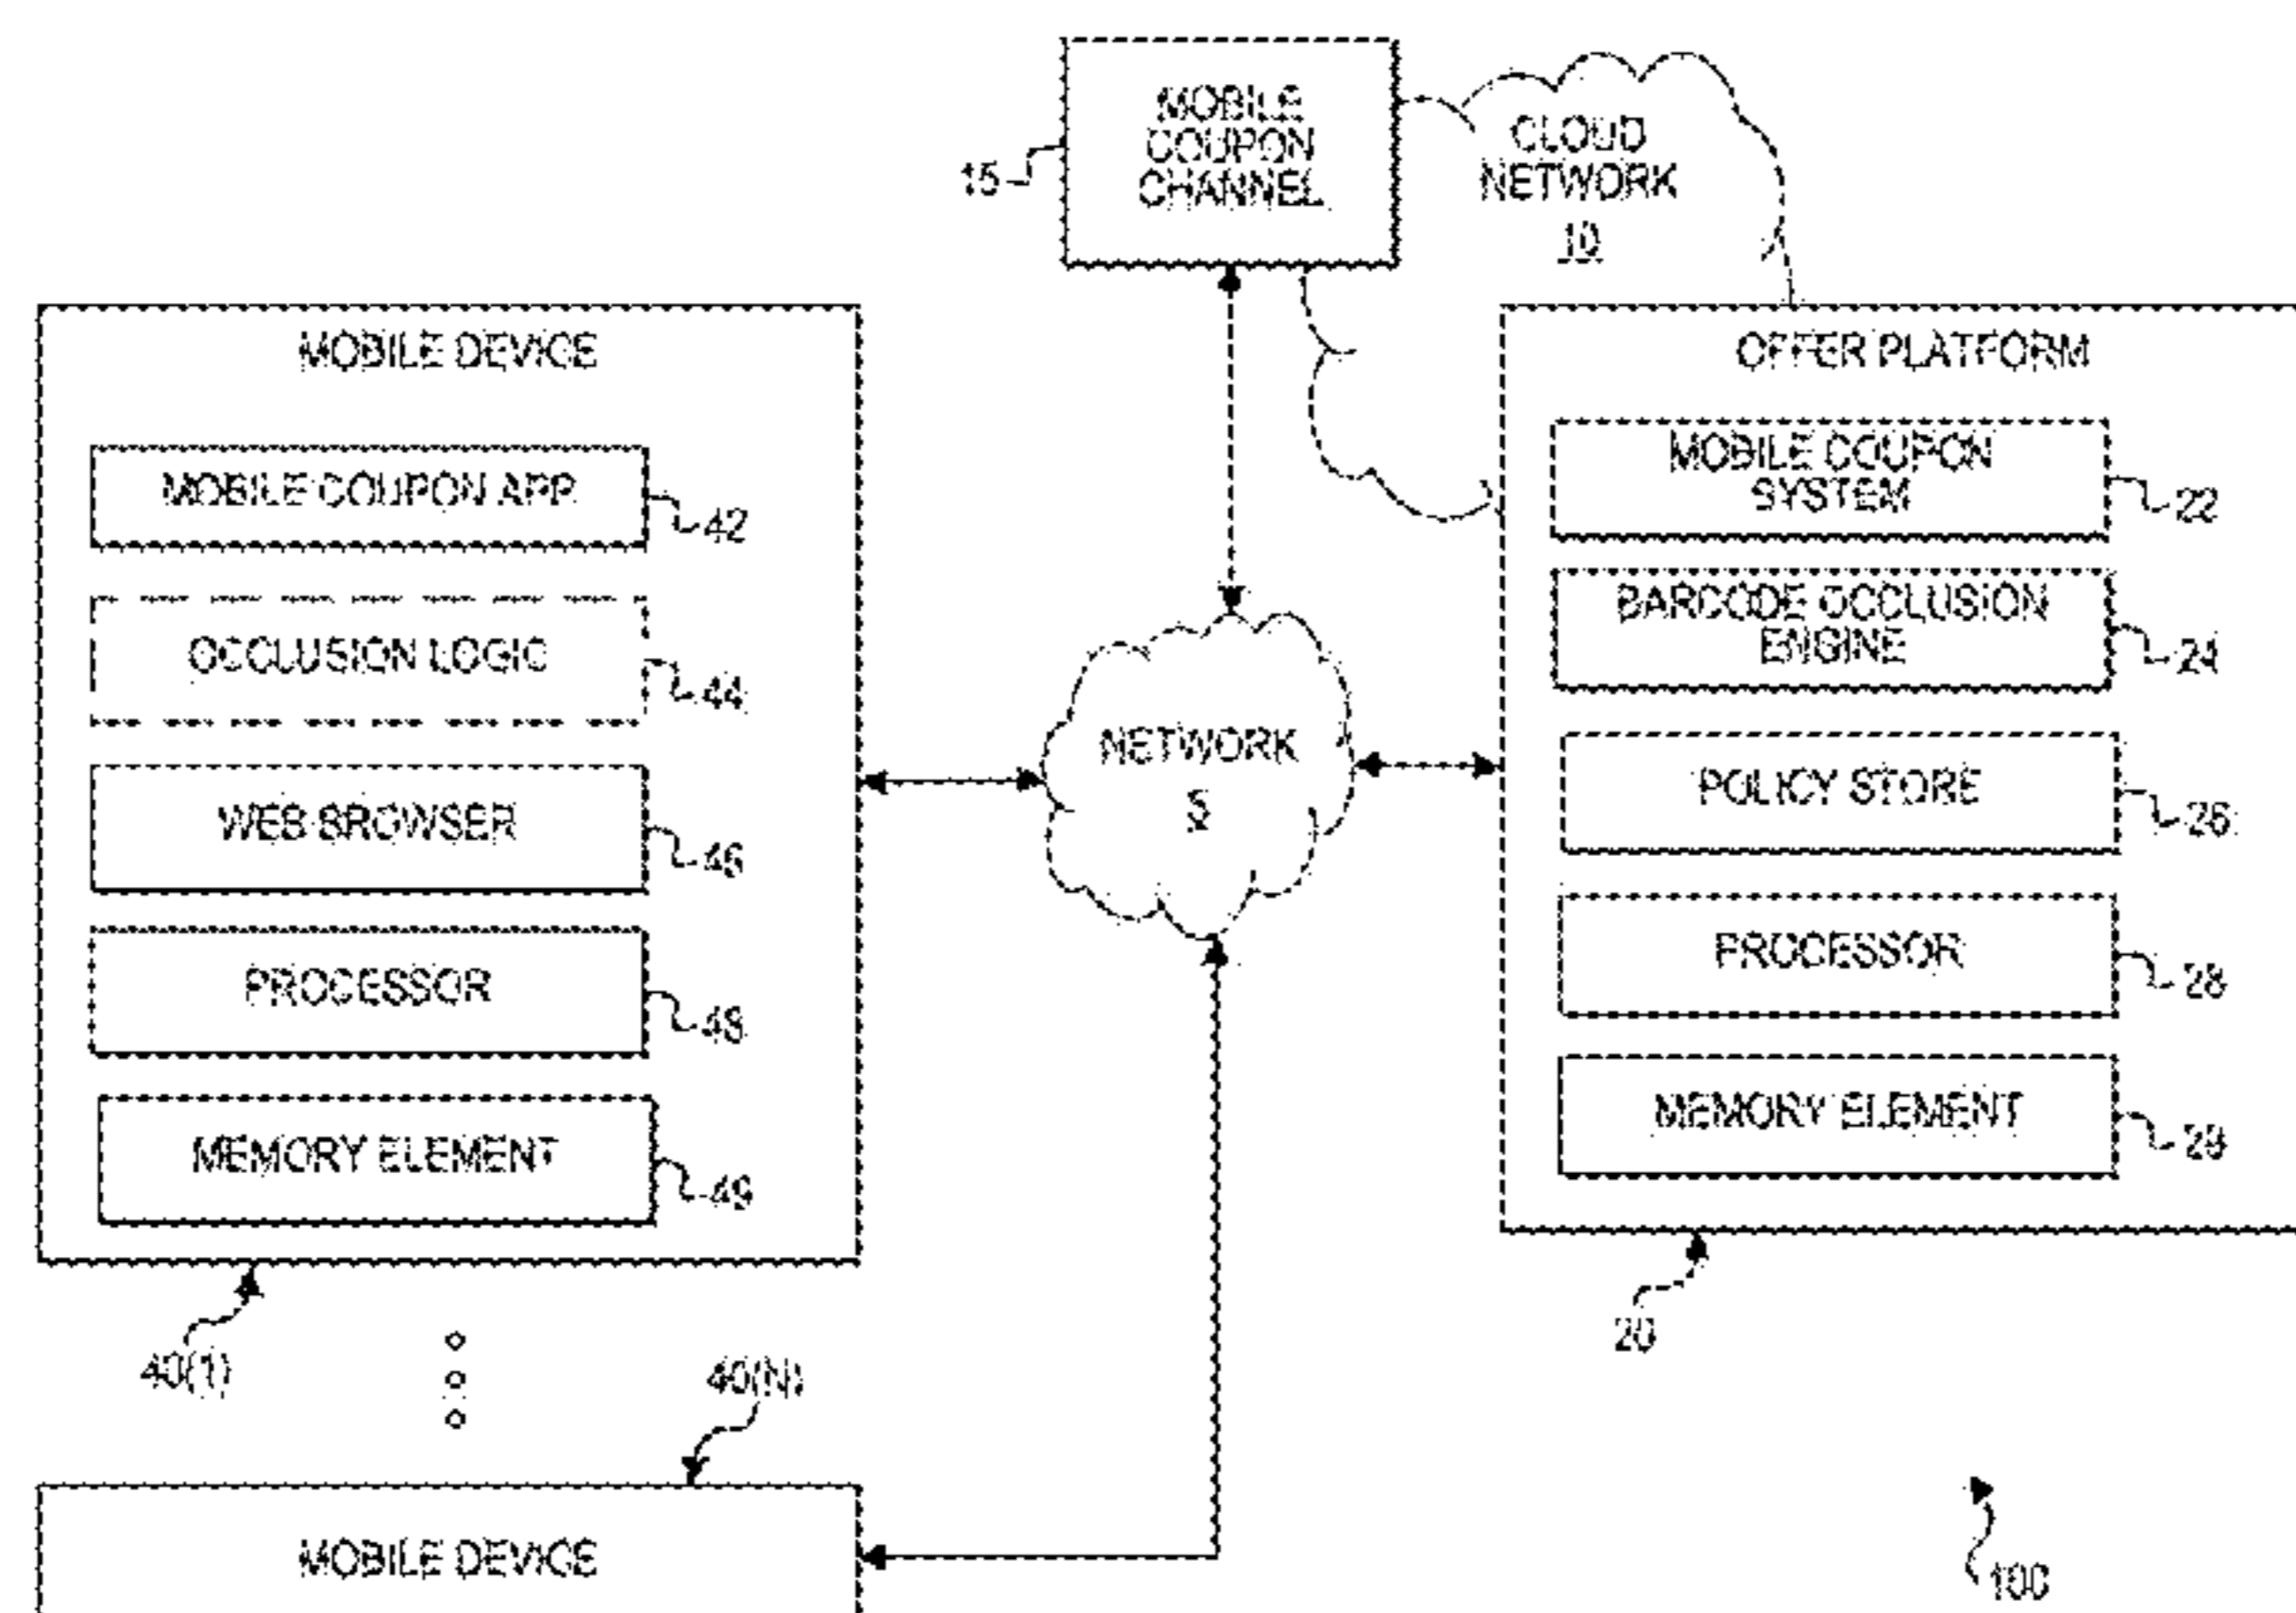 MOBILE
COUPON
CHANNEL
15
CLOUD
NETWORK
10
MOBILE DEVICE
MOBILE COUPON APP
42
OCCLUSION LOGIC
44
WEB BROWSER
46
PROCESSOR
48
MEMORY ELEMENT
49
40(1)
NETWORK
5
OFFER PLATFORM
MOBILE COUPON
SYSTEM
22
BARCODE OCCLUSION
ENGINE
24
POLICY STORE
26
PROCESSOR
28
MEMORY ELEMENT
29
20
40(N)
MOBILE DEVICE
100